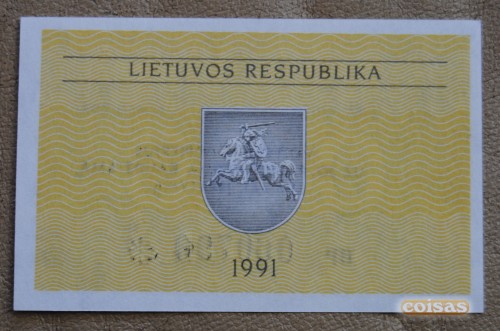 LIETUVOS RESPUBLIKA
1991
coisas